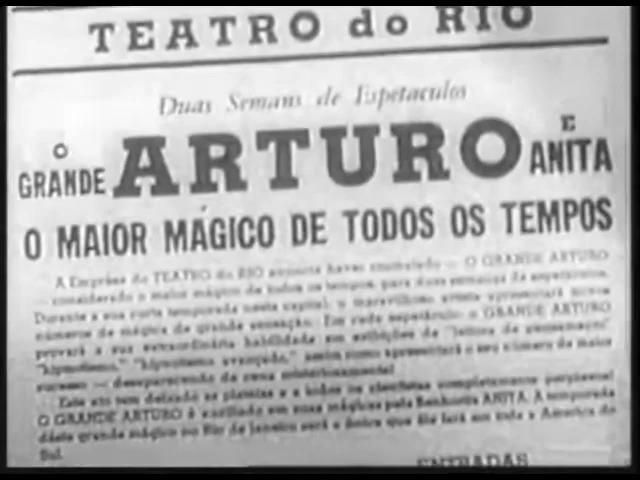 TEATRO do RIO
Duas Semans de Espetaculos
O GRANDE ARTURO E ANITA
O MAIOR MÁGICO DE TODOS OS TEMPOS
A Emprêsa do TEATRO do RIO anuncia haver contratado — O GRANDE ARTURO
— considerado o maior mágico de todos os tempos, para duas semanas de espetáculos.
Durante a sua curta temporada nesta capital, o maravilhoso artista apresentará novos
números de mágica de grande sensação. Em cada espetáculo, o GRANDE ARTURO
provará a sua extraordinária habilidade em exibições de "leitura de pensamento",
"hipnotismo," "hipnotismo avançado," assim como apresentará o seu número de maior
sucesso — desaparecendo de cena misteriosamente!
Este ato tem deixado as platéias e a todos os cientistas completamente perplexos!
O GRANDE ARTURO é auxiliado em suas mágicas pela Senhorita ANITA. A temporada
dêste grande mágico no Rio de Janeiro será a única que êle fará em toda a America do
Sul.
ENTRADAS